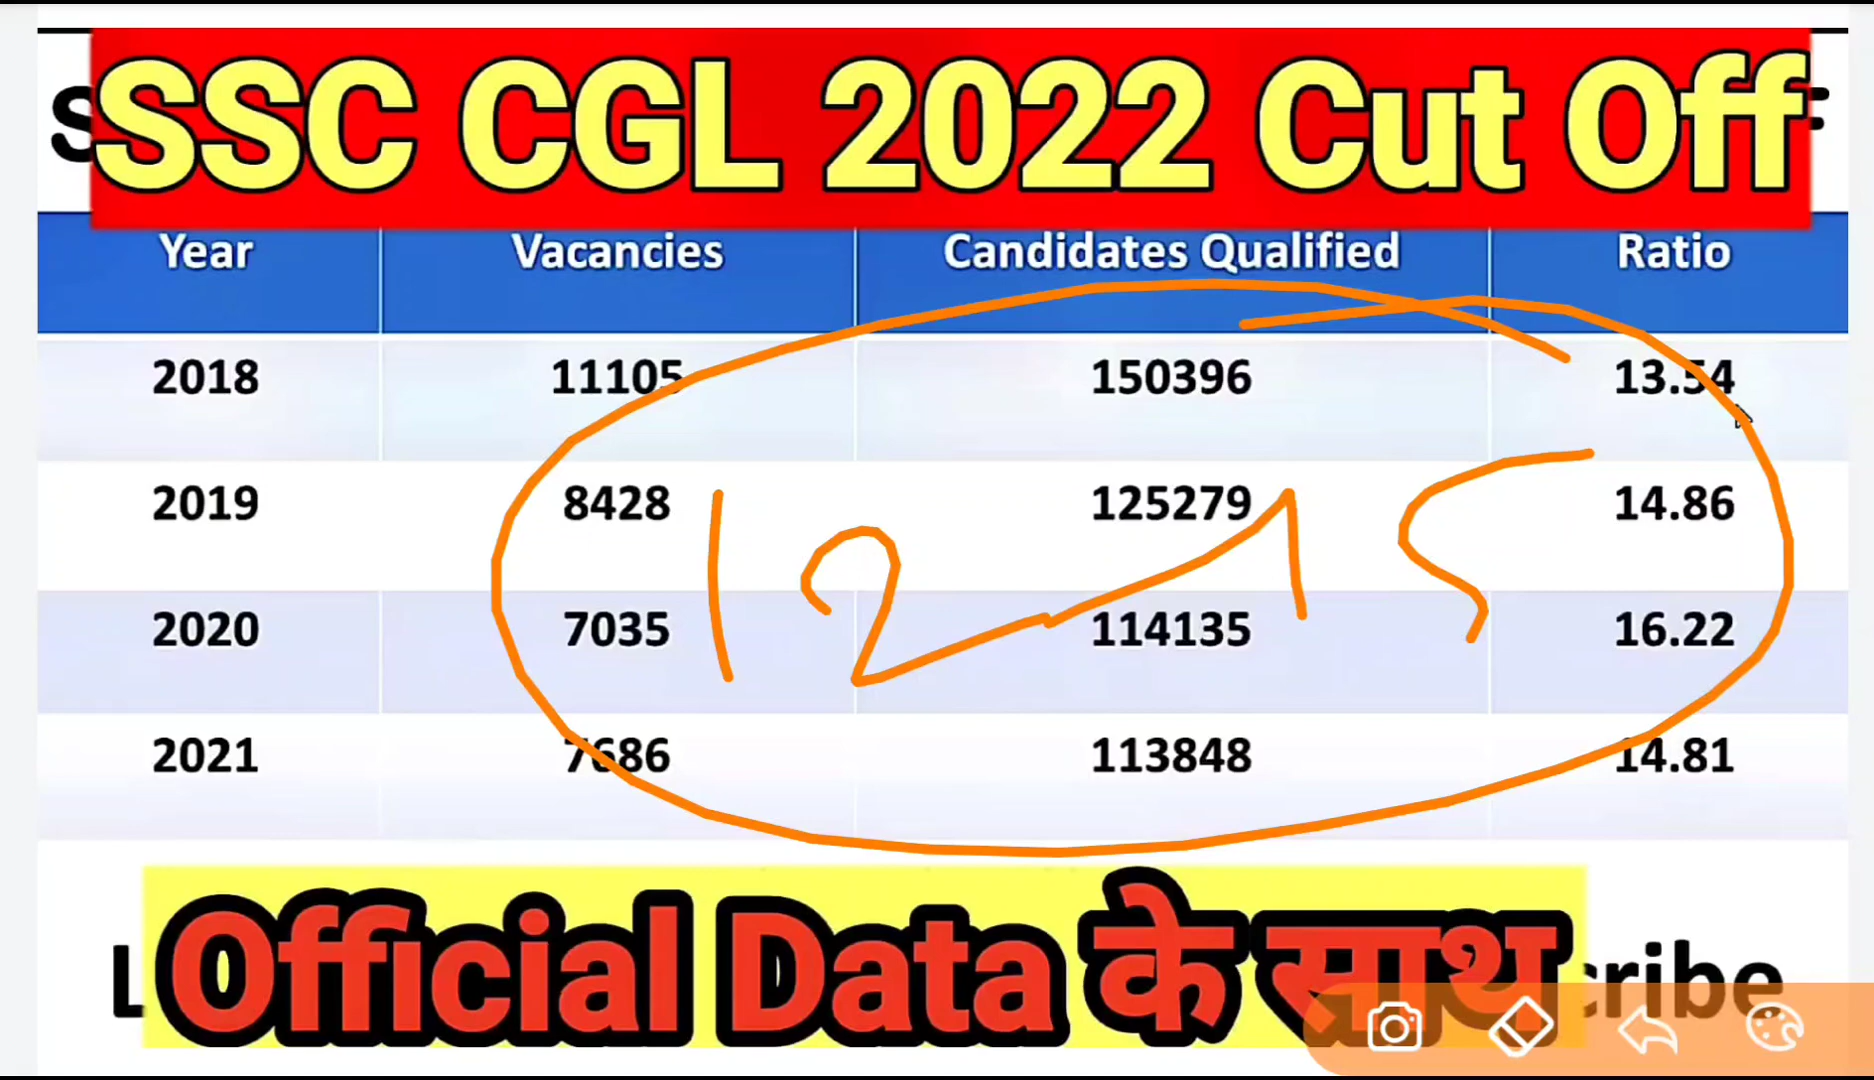 SSC CGL 2022 Cut Off
Year Vacancies Candidates Qualified Ratio
2018 11105 150396 13.54
2019 8428 125279 14.86
2020 7035 114135 16.22
2021 7686 113848 14.81
12 15
Official Data के साथ